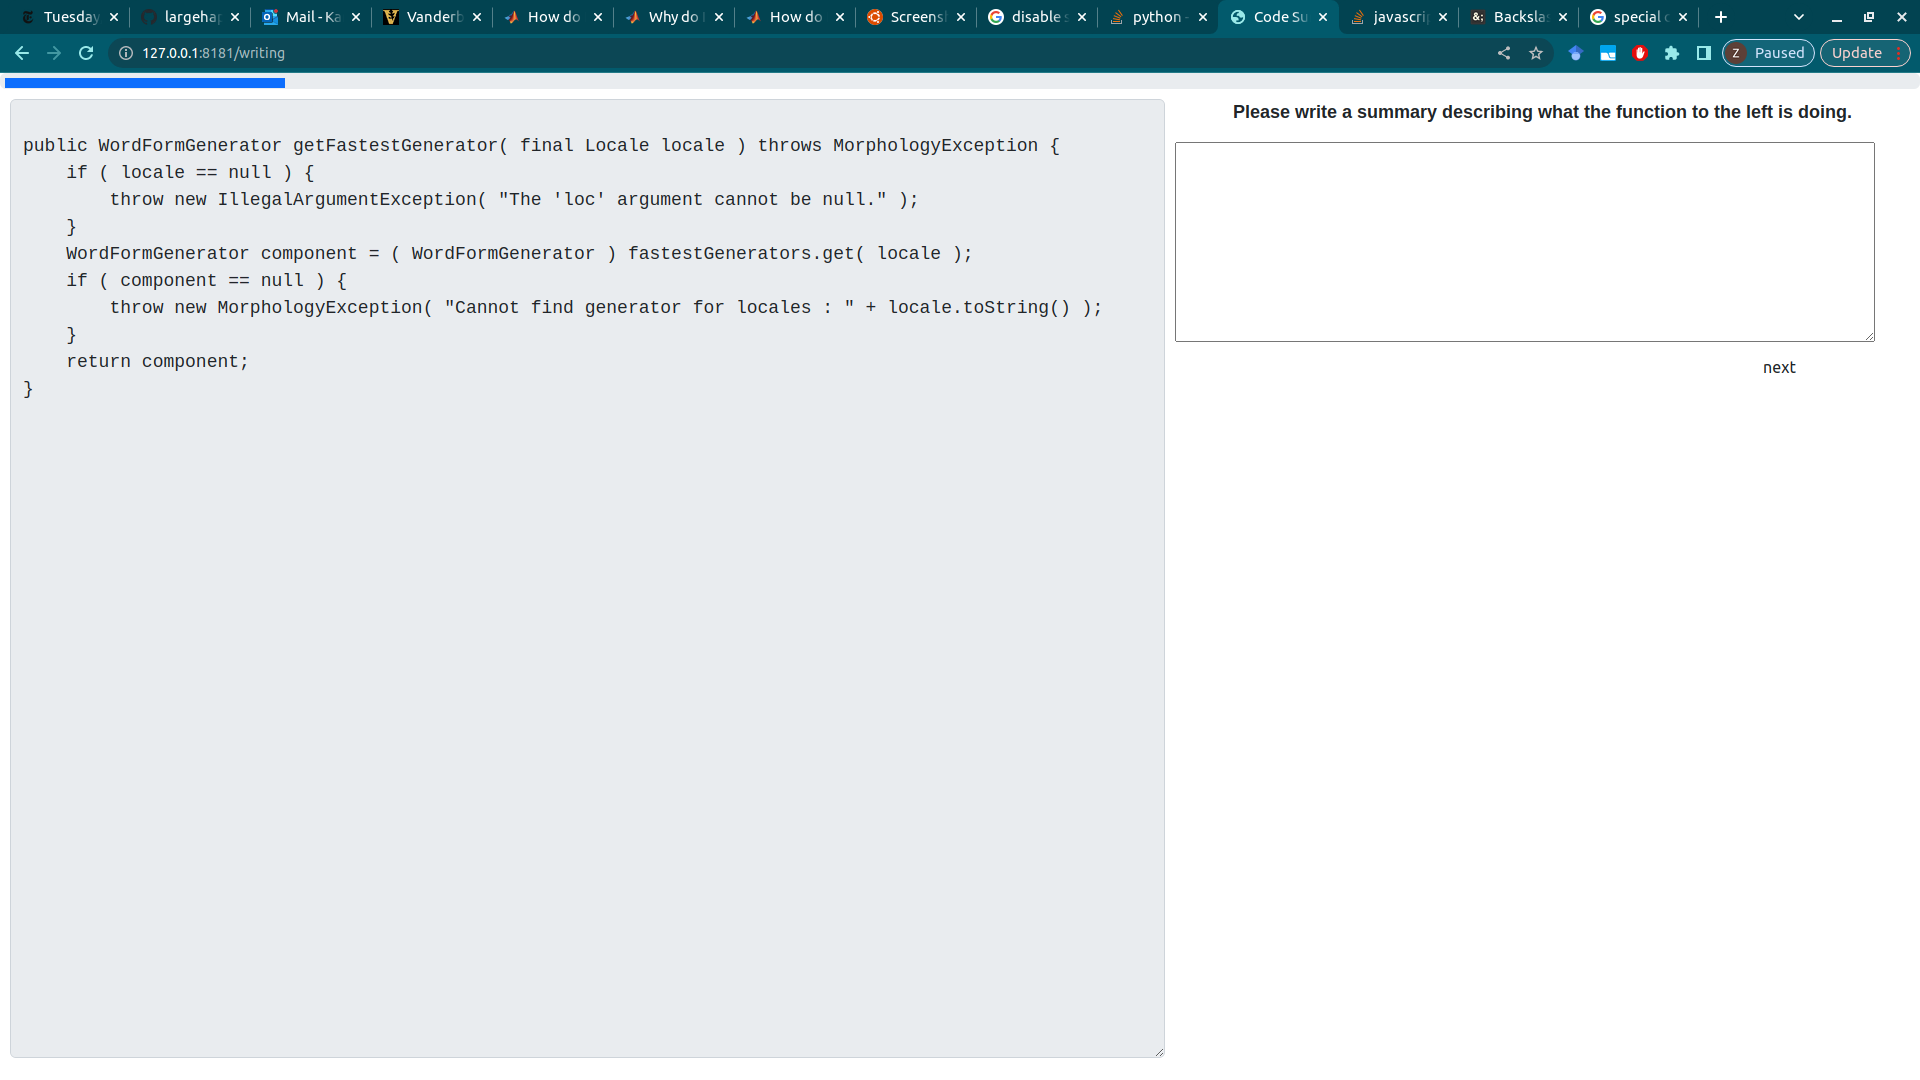 Tuesday
largehap
Mail - Ka
Vanderb
How do
Why do
How do
Screens
disable s
python -
Code Su
javascrip
Backslas
special c
127.0.0.1:8181/writing
Z Paused
Update
public WordFormGenerator getFastestGenerator( final Locale locale ) throws MorphologyException {
    if ( locale == null ) {
        throw new IllegalArgumentException( "The 'loc' argument cannot be null." );
    }
    WordFormGenerator component = ( WordFormGenerator ) fastestGenerators.get( locale );
    if ( component == null ) {
        throw new MorphologyException( "Cannot find generator for locales : " + locale.toString() );
    }
    return component;
}
Please write a summary describing what the function to the left is doing.
next